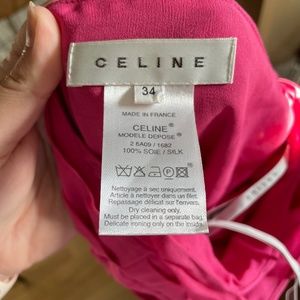 CELINE
34
MADE IN FRANCE
CELINE®
MODELE DEPOSE
2 6A09 / 1682
100% SOIE / SILK
Nettoyage à sec uniquement.
Article à nettoyer dans un filet.
Repassage délicat sur l'envers.
Dry cleaning only.
Must be placed in a separate bag.
Delicate ironing only on the inside.